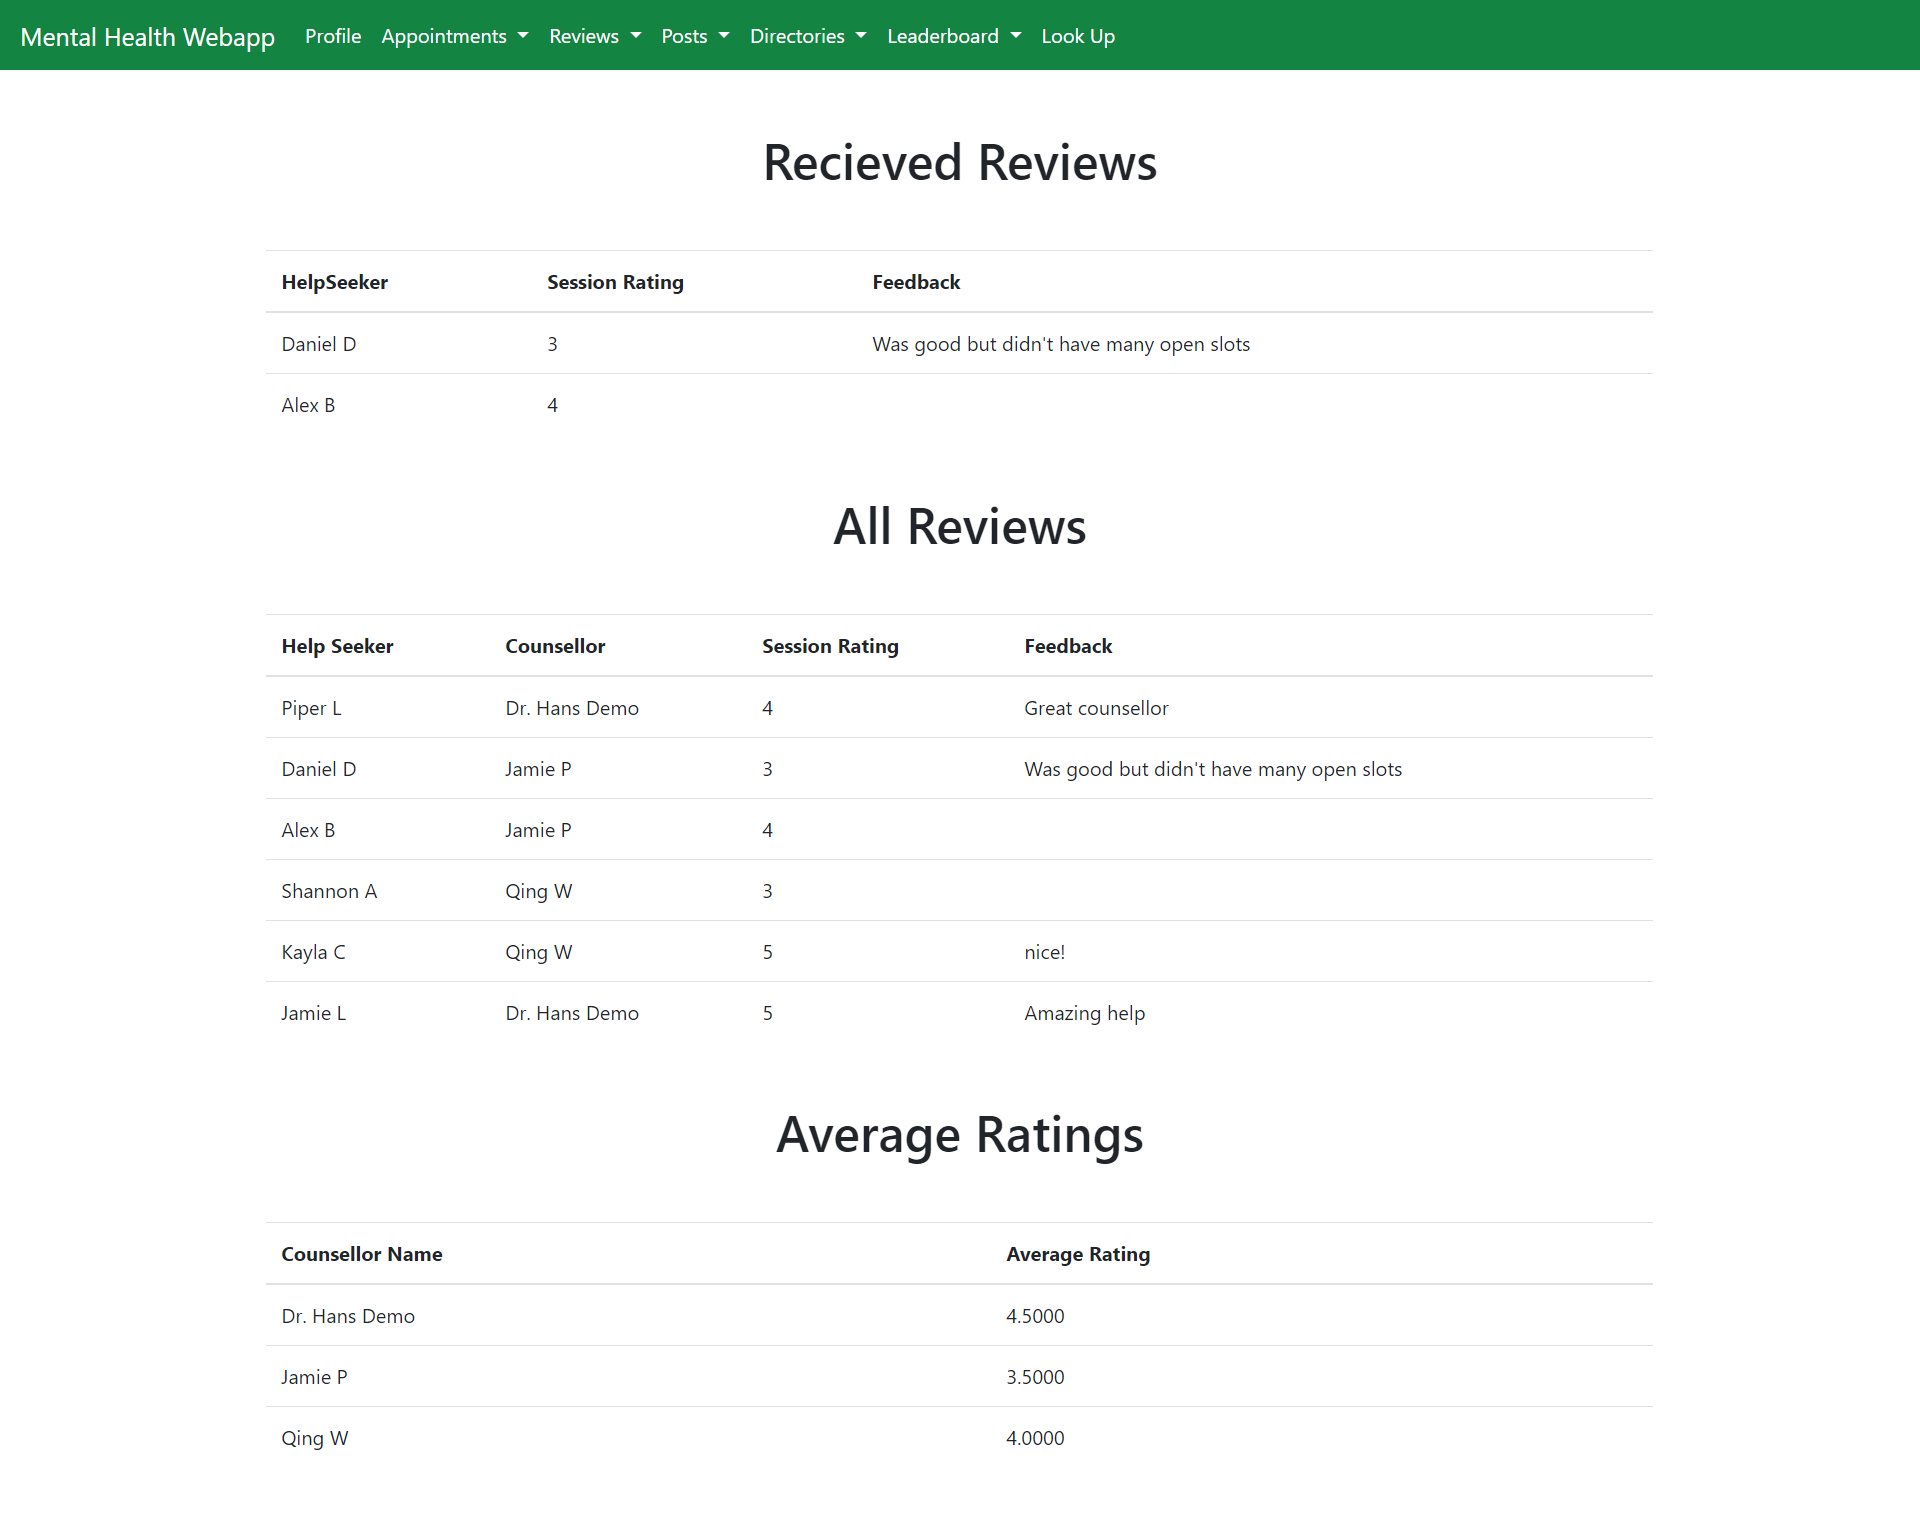 Mental Health Webapp Profile Appointments Reviews Posts Directories Leaderboard Look Up
Recieved Reviews
HelpSeeker Session Rating Feedback
Daniel D 3 Was good but didn't have many open slots
Alex B 4
All Reviews
Help Seeker Counsellor Session Rating Feedback
Piper L Dr. Hans Demo 4 Great counsellor
Daniel D Jamie P 3 Was good but didn't have many open slots
Alex B Jamie P 4
Shannon A Qing W 3
Kayla C Qing W 5 nice!
Jamie L Dr. Hans Demo 5 Amazing help
Average Ratings
Counsellor Name Average Rating
Dr. Hans Demo 4.5000
Jamie P 3.5000
Qing W 4.0000